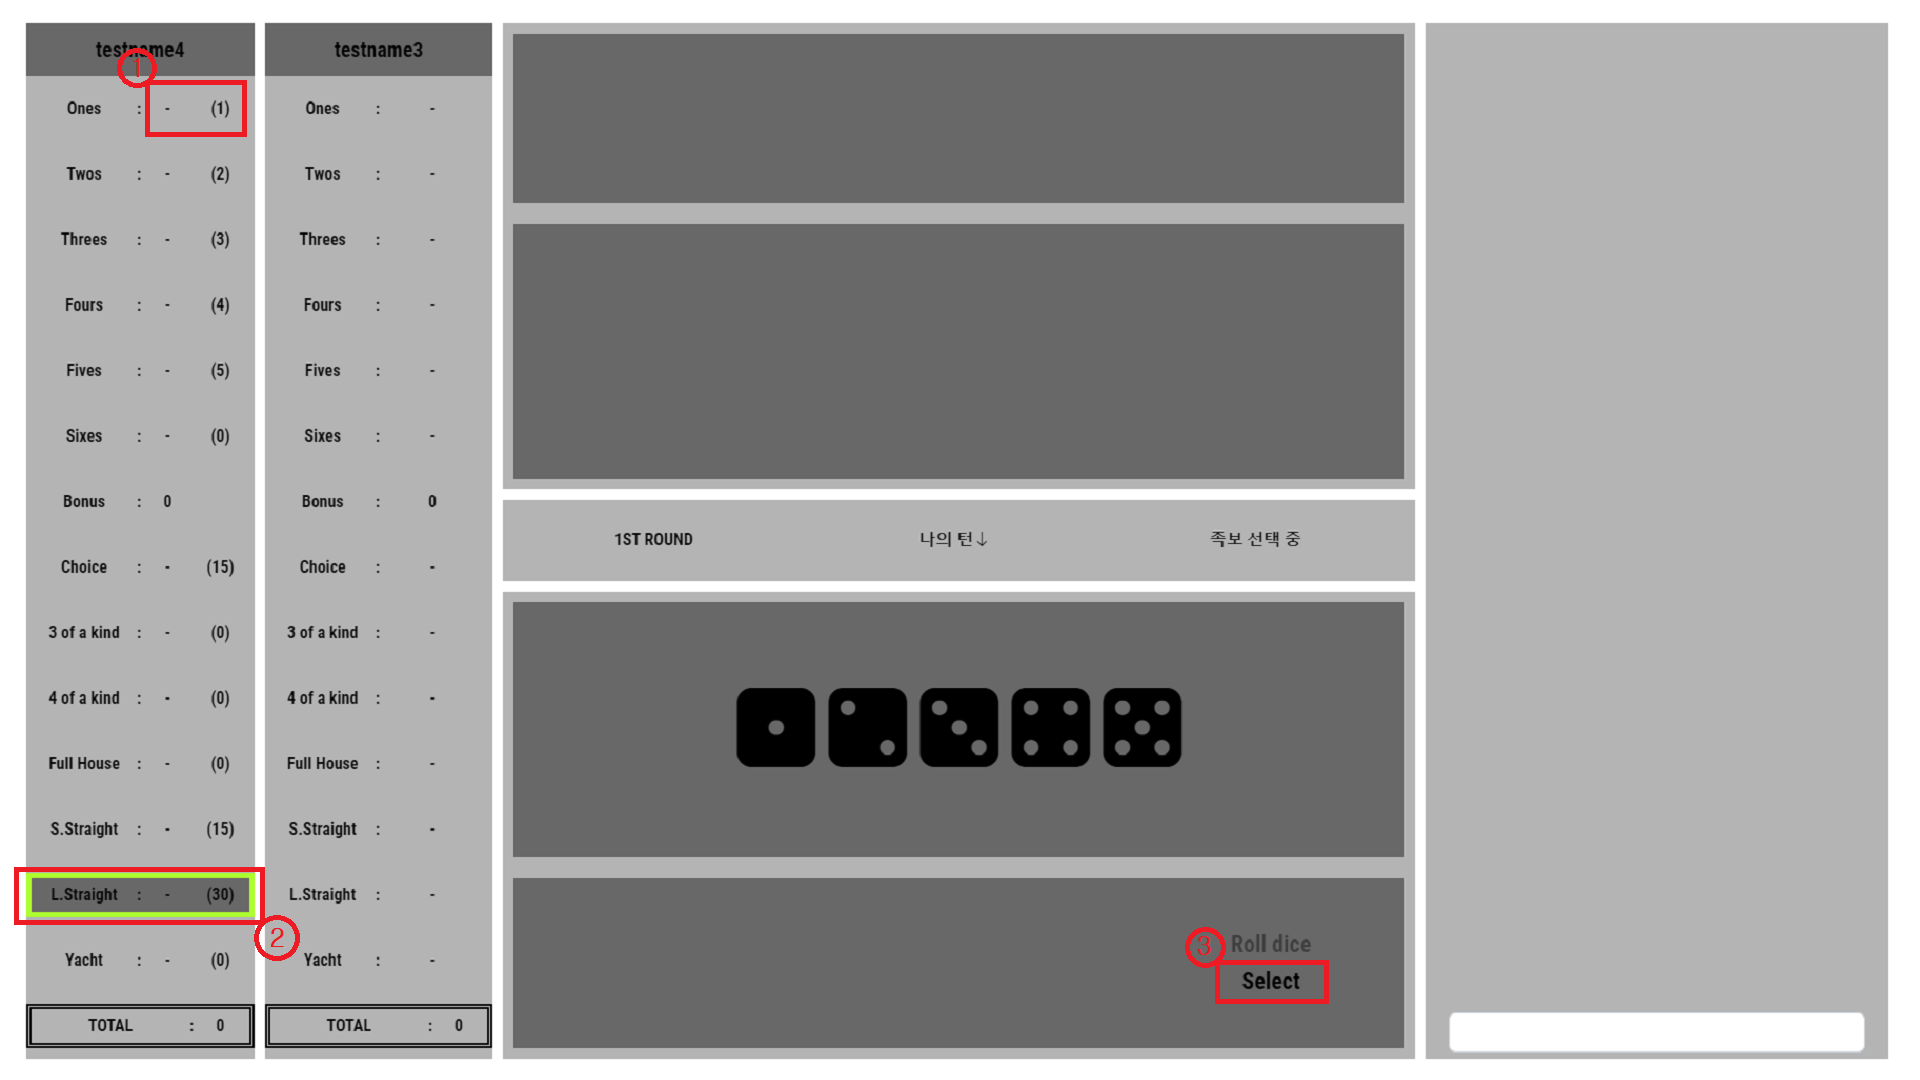 testname4
①
Ones : - (1)
Twos : - (2)
Threes : - (3)
Fours : - (4)
Fives : - (5)
Sixes : - (0)
Bonus : 0
Choice : - (15)
3 of a kind : - (0)
4 of a kind : - (0)
Full House : - (0)
S.Straight : - (15)
L.Straight : - (30)
②
Yacht : - (0)
TOTAL : 0
testname3
Ones : -
Twos : -
Threes : -
Fours : -
Fives : -
Sixes : -
Bonus : 0
Choice : -
3 of a kind : -
4 of a kind : -
Full House : -
S.Straight : -
L.Straight : -
Yacht : -
TOTAL : 0
1ST ROUND 나의 턴↓ 족보 선택 중
③ Roll dice
Select